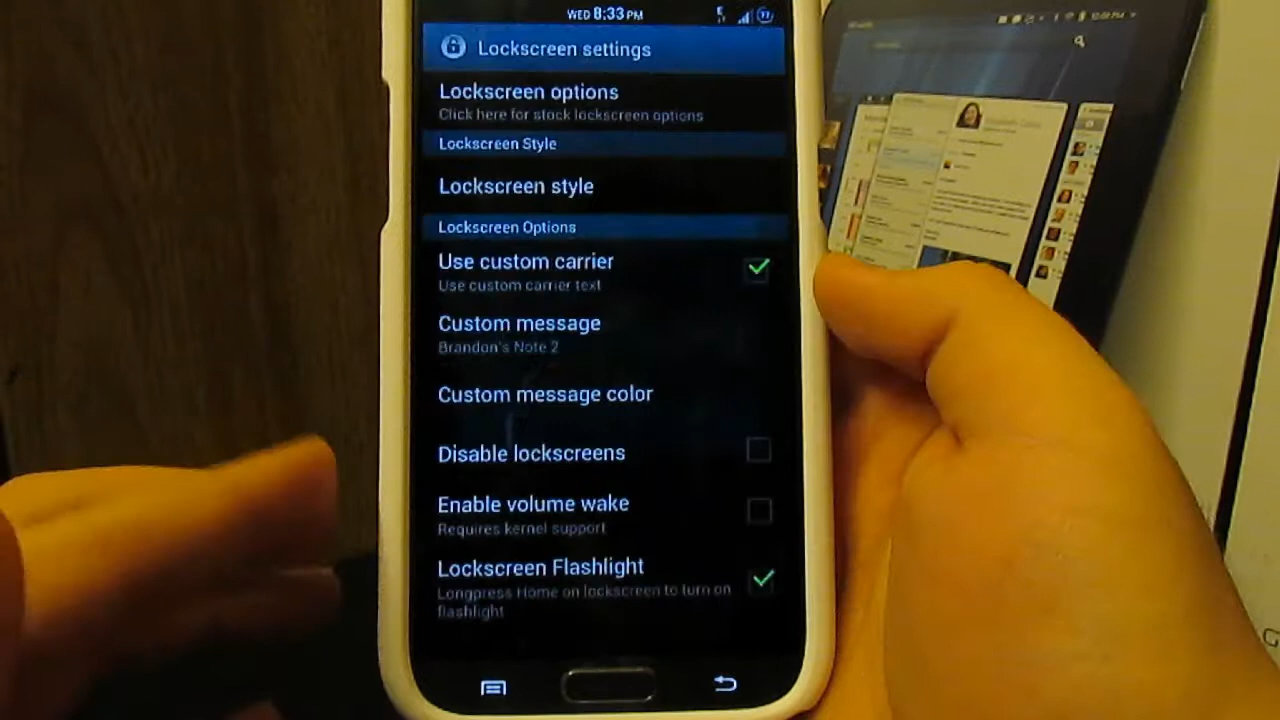 WED 8:33 PM
77
Lockscreen settings
Lockscreen options
Click here for stock lockscreen options
Lockscreen Style
Lockscreen style
Lockscreen Options
Use custom carrier
Use custom carrier text
Custom message
Brandon's Note 2
Custom message color
Disable lockscreens
Enable volume wake
Requires kernel support
Lockscreen Flashlight
Longpress Home on lockscreen to turn on
flashlight
G